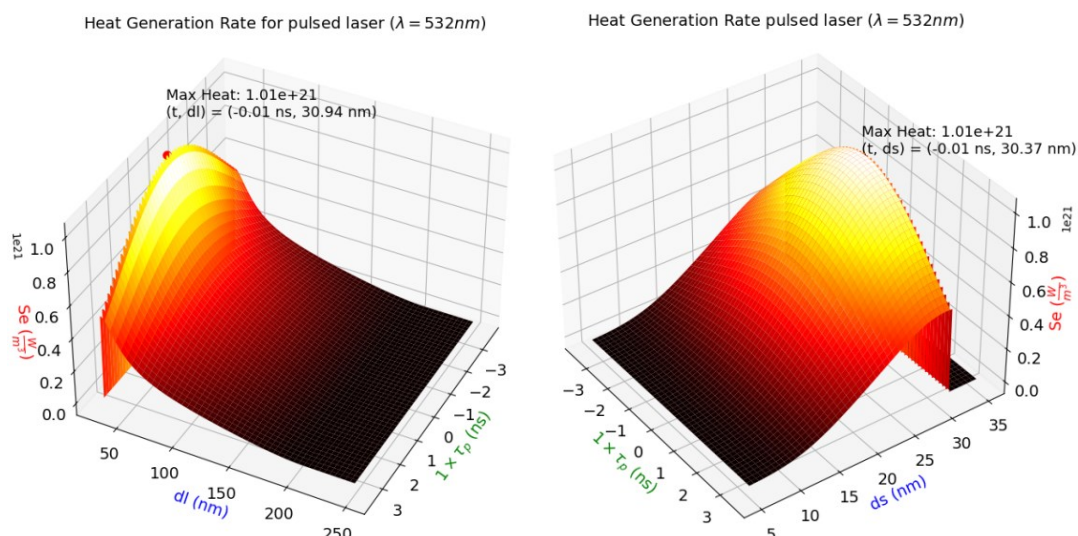 Heat Generation Rate for pulsed laser (λ = 532nm)
Max Heat: 1.01e+21
(t, dl) = (-0.01 ns, 30.94 nm)
1e21
1.0
0.8
0.6
0.4
0.2
0.0
Se (W/m³)
50
100
150
200
250
dl (nm)
−3
−2
−1
0
1
2
3
1 × τp (ns)
Heat Generation Rate pulsed laser (λ = 532nm)
Max Heat: 1.01e+21
(t, ds) = (-0.01 ns, 30.37 nm)
1e21
1.0
0.8
0.6
0.4
0.2
0.0
Se (W/m³)
−3
−2
−1
0
1
2
3
1 × τp (ns)
5
10
15
20
25
30
35
ds (nm)